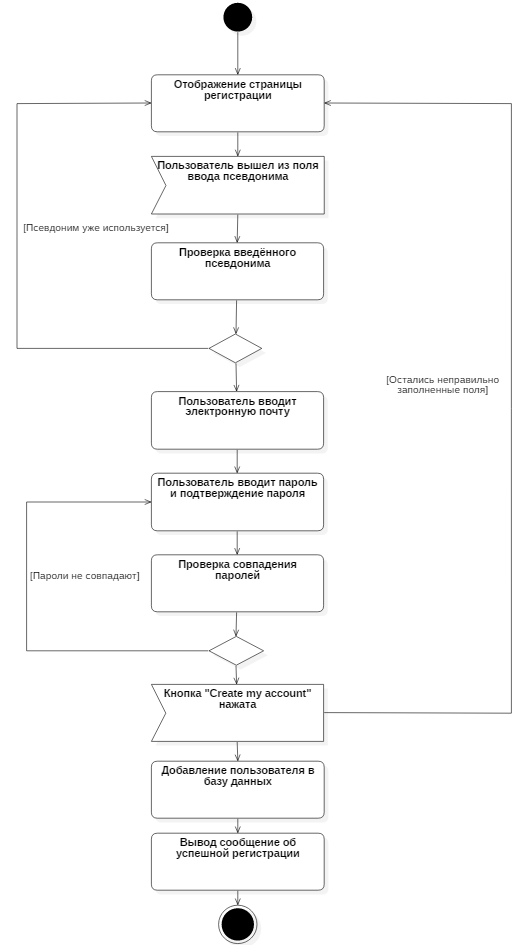 Отображение страницы
регистрации
Пользователь вышел из поля
ввода псевдонима
[Псевдоним уже используется]
Проверка введённого
псевдонима
[Остались неправильно
заполненные поля]
Пользователь вводит
электронную почту
Пользователь вводит пароль
и подтверждение пароля
Проверка совпадения
паролей
[Пароли не совпадают]
Кнопка "Create my account"
нажата
Добавление пользователя в
базу данных
Вывод сообщение об
успешной регистрации